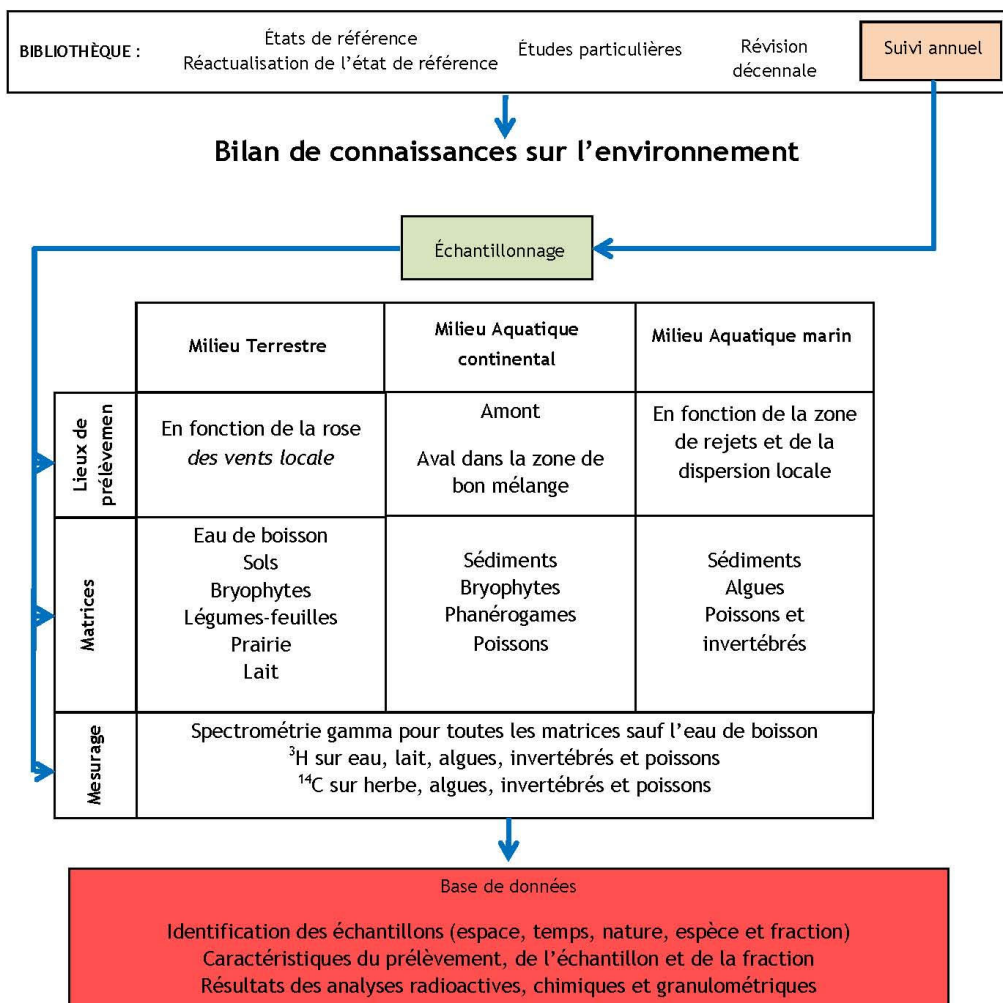 BIBLIOTHÈQUE :
États de référence
Réactualisation de l'état de référence
Études particulières
Révision
décennale
Suivi annuel
Bilan de connaissances sur l'environnement
Échantillonnage
Milieu Terrestre
Milieu Aquatique
continental
Milieu Aquatique marin
Lieux de
prélèvemen
En fonction de la rose
des vents locale
Amont
Aval dans la zone de
bon mélange
En fonction de la zone
de rejets et de la
dispersion locale
Matrices
Eau de boisson
Sols
Bryophytes
Légumes-feuilles
Prairie
Lait
Sédiments
Bryophytes
Phanérogames
Poissons
Sédiments
Algues
Poissons et
invertébrés
Mesurage
Spectrométrie gamma pour toutes les matrices sauf l'eau de boisson
³H sur eau, lait, algues, invertébrés et poissons
¹⁴C sur herbe, algues, invertébrés et poissons
Base de données
Identification des échantillons (espace, temps, nature, espèce et fraction)
Caractéristiques du prélèvement, de l'échantillon et de la fraction
Résultats des analyses radioactives, chimiques et granulométriques